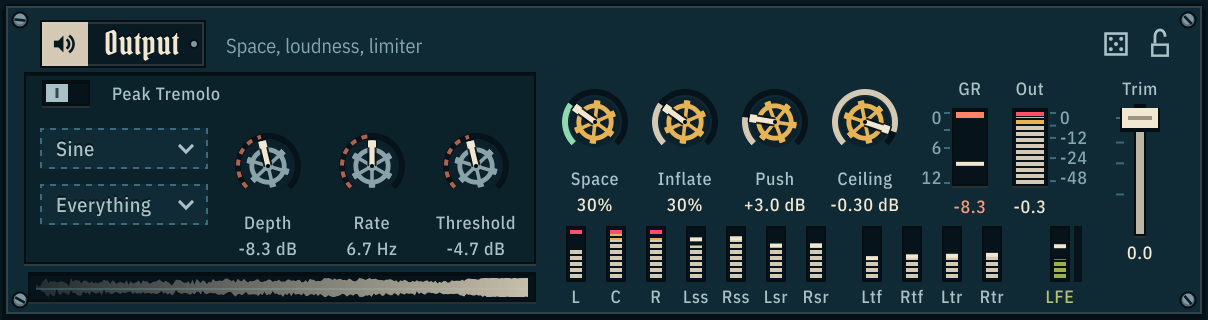 Output
Space, loudness, limiter
Peak Tremolo
Sine
Everything
Depth
-8.3 dB
Rate
6.7 Hz
Threshold
-4.7 dB
Space
30%
Inflate
30%
Push
+3.0 dB
Ceiling
-0.30 dB
GR
0
6
12
-8.3
Out
0
-12
-24
-48
-0.3
Trim
0.0
L C R Lss Rss Lsr Rsr Ltf Rtf Ltr Rtr LFE